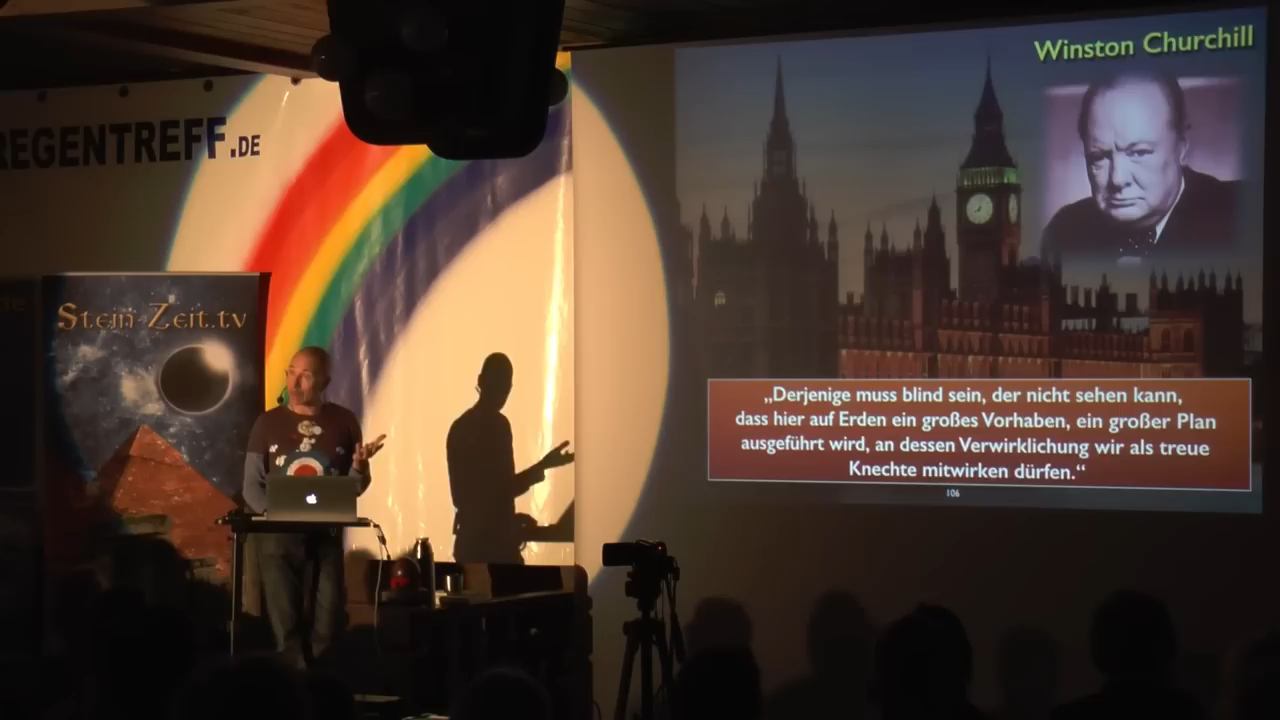 REGENTREFF.DE
Stein-Zeit.tv
Winston Churchill
„Derjenige muss blind sein, der nicht sehen kann,
dass hier auf Erden ein großes Vorhaben, ein großer Plan
ausgeführt wird, an dessen Verwirklichung wir als treue
Knechte mitwirken dürfen.“
106